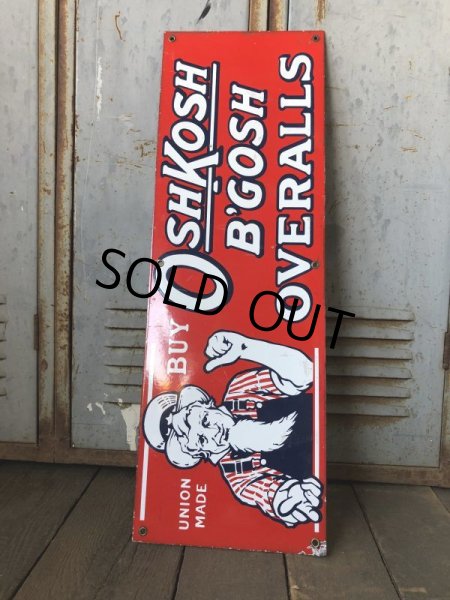 BUY OSHKOSH
B'GOSH
OVERALLS
UNION
MADE
SOLD OUT